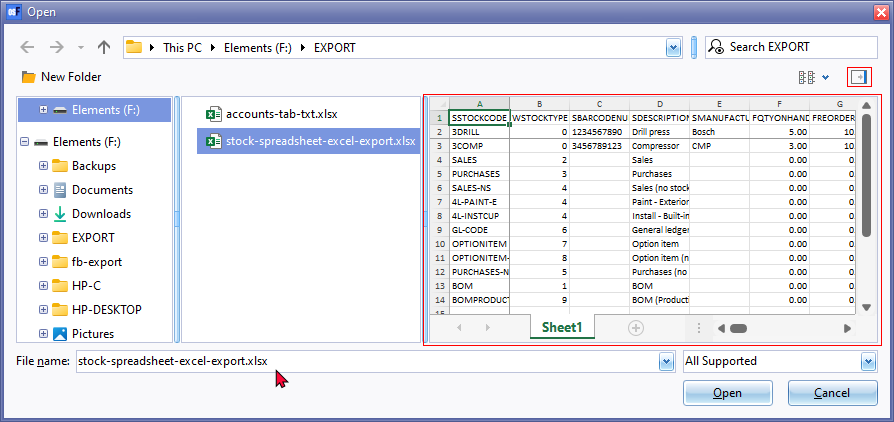 Open
This PC Elements (F:) EXPORT
Search EXPORT
New Folder
Elements (F:)
Elements (F:)
Backups
Documents
Downloads
EXPORT
fb-export
HP-C
HP-DESKTOP
Pictures
accounts-tab-txt.xlsx
stock-spreadsheet-excel-export.xlsx
A B C D E F G
1 SSTOCKCODE WSTOCKTYPE SBARCODENU SDESCRIPTION SMANUFACTU FQTYONHAND FREORDER
2 3DRILL 0 1234567890 Drill press Bosch 5.00 10.
3 3COMP 0 3456789123 Compressor CMP 3.00 10.
4 SALES 2 Sales 0.00 0.
5 PURCHASES 3 Purchases 0.00 0.
6 SALES-NS 4 Sales (no stock 0.00 0.
7 4L-PAINT-E 4 Paint - Exterior 0.00 0.
8 4L-INSTCUP 4 Install - Built-in 0.00 0.
9 GL-CODE 6 General ledger 0.00 0.
10 OPTIONITEM 7 Option item 0.00 0.
11 OPTIONITEM- 8 Option item (n 0.00 0.
12 PURCHASES-N 5 Purchases (no 0.00 0.
13 BOM 1 BOM 0.00 0.
14 BOMPRODUCT 9 BOM (Producti 0.00 0.
Sheet1
File name: stock-spreadsheet-excel-export.xlsx All Supported
Open Cancel